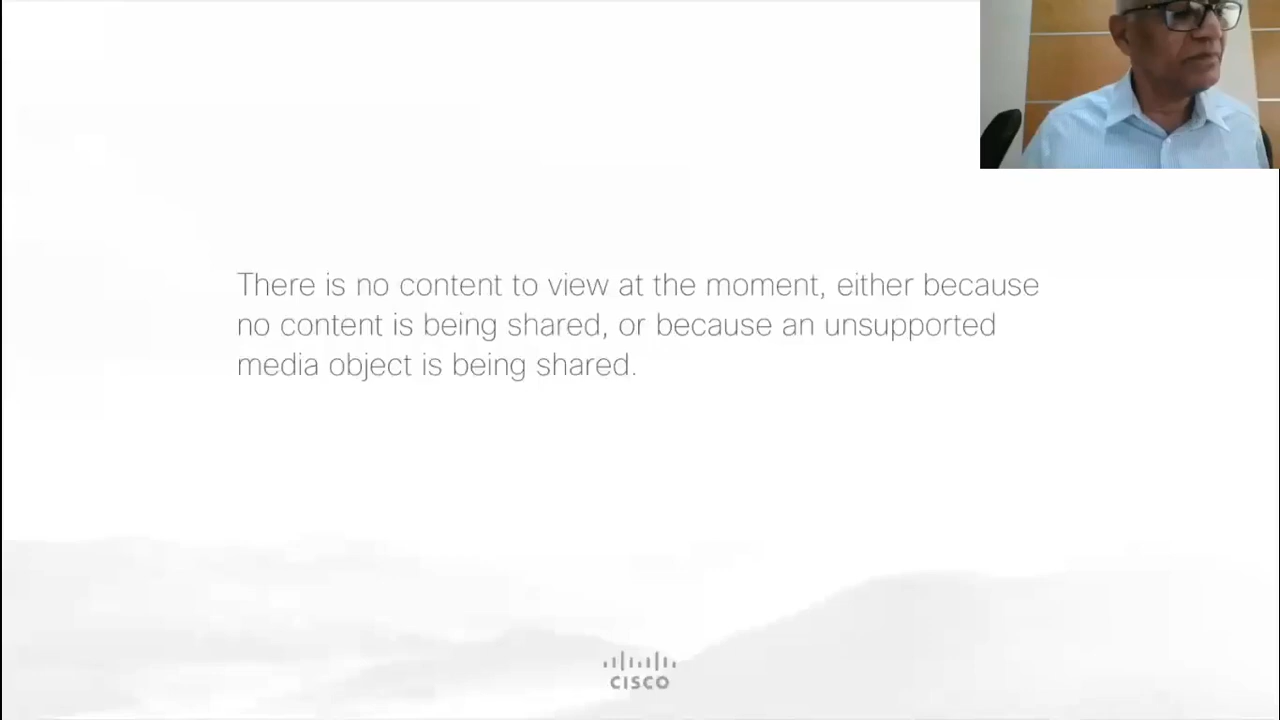 There is no content to view at the moment, either because
no content is being shared, or because an unsupported
media object is being shared.
CISCO